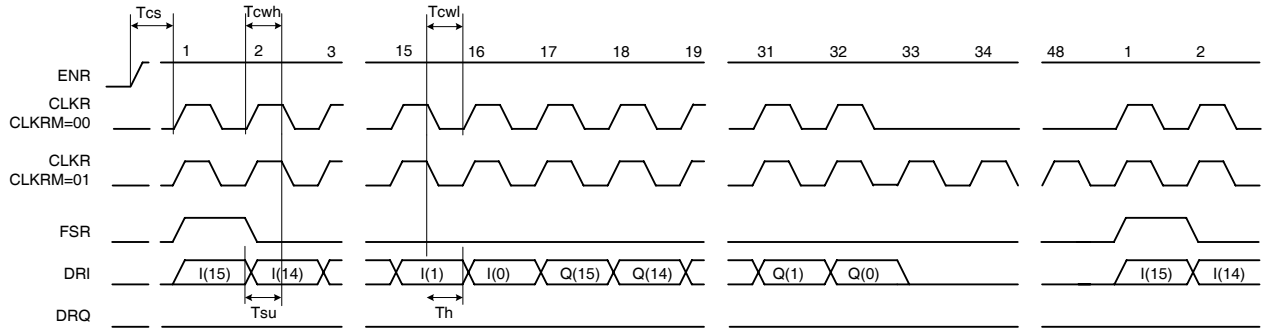 Tcs Tcwh Tcwl
1 2 3 15 16 17 18 19 31 32 33 34 48 1 2
ENR
CLKR
CLKRM=00
CLKR
CLKRM=01
FSR
DRI I(15) I(14) I(1) I(0) Q(15) Q(14) Q(1) Q(0) I(15) I(14)
Tsu Th
DRQ